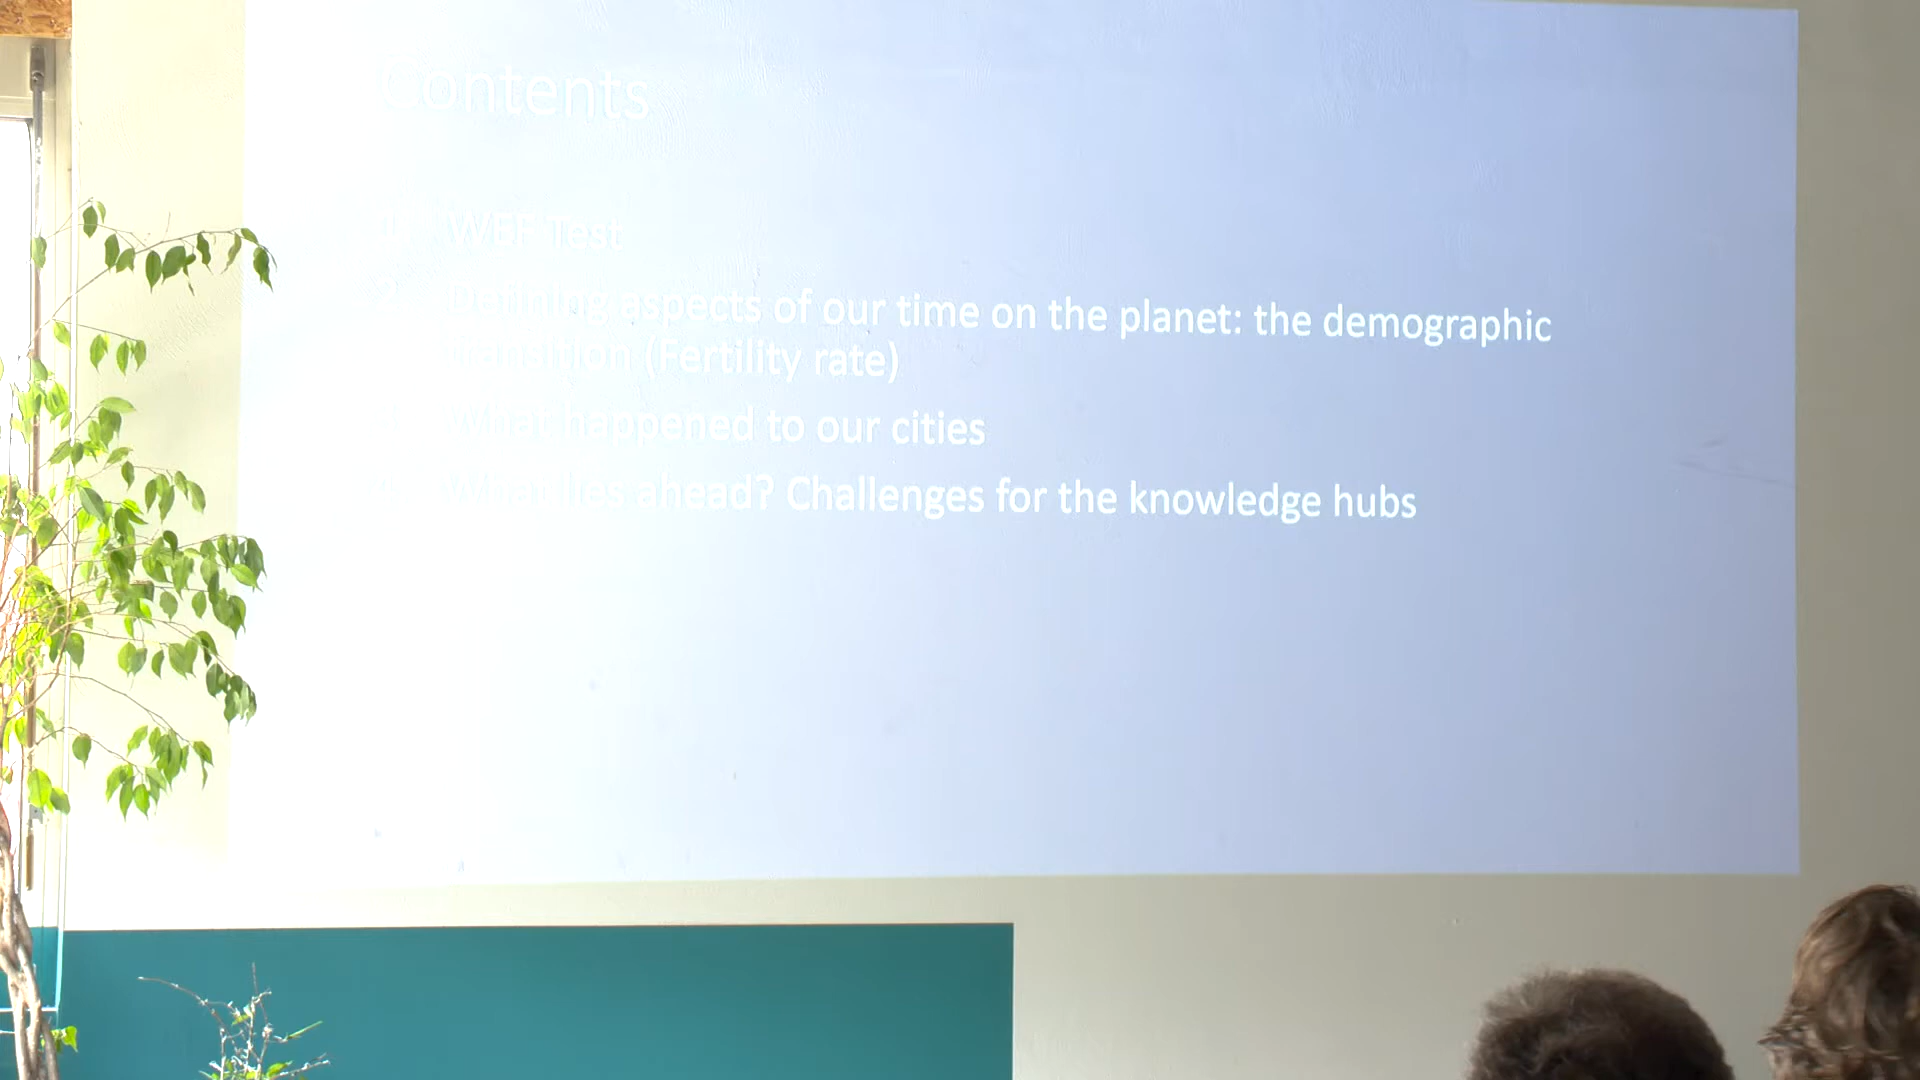 Contents
WEF Test
Defining aspects of our time on the planet: the demographic
transition (Fertility rate)
What happened to our cities
What lies ahead? Challenges for the knowledge hubs